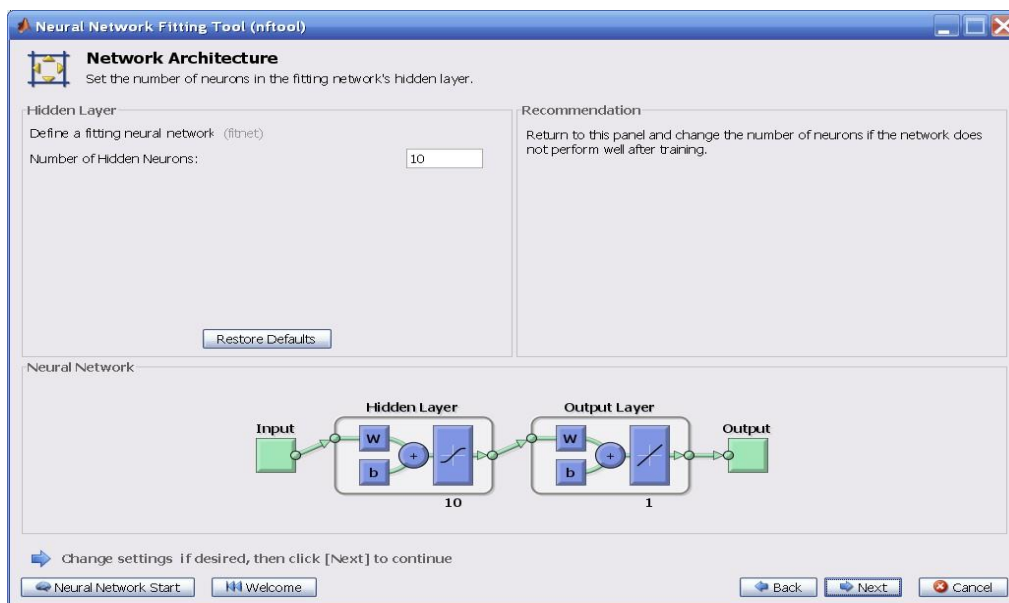 Neural Network Fitting Tool (nftool)
Network Architecture
Set the number of neurons in the fitting network's hidden layer.
Hidden Layer
Define a fitting neural network (fitnet)
Number of Hidden Neurons: 10
Restore Defaults
Recommendation
Return to this panel and change the number of neurons if the network does
not perform well after training.
Neural Network
Hidden Layer Output Layer
Input Output
W W
+ +
b b
10 1
Change settings if desired, then click [Next] to continue
Neural Network Start Welcome Back Next Cancel